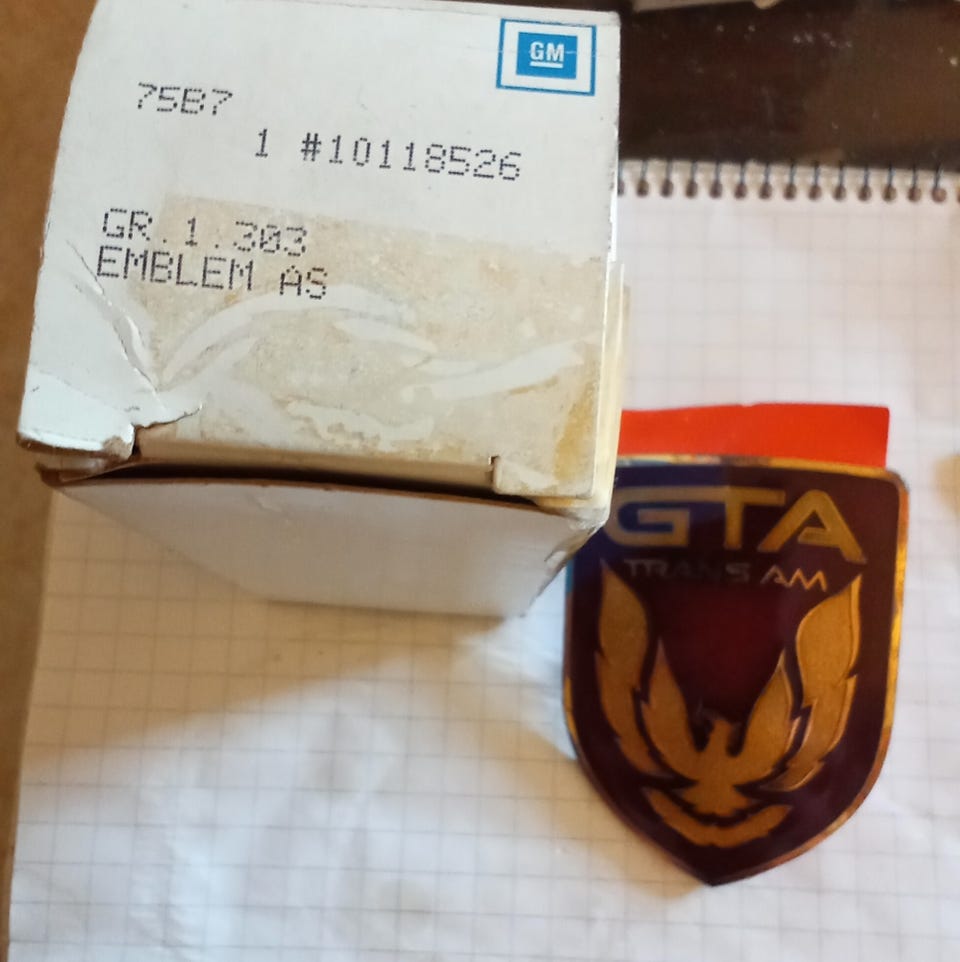 GM
75B7
1 #10118526
GR.1.303
EMBLEM AS
GTA
TRANS AM